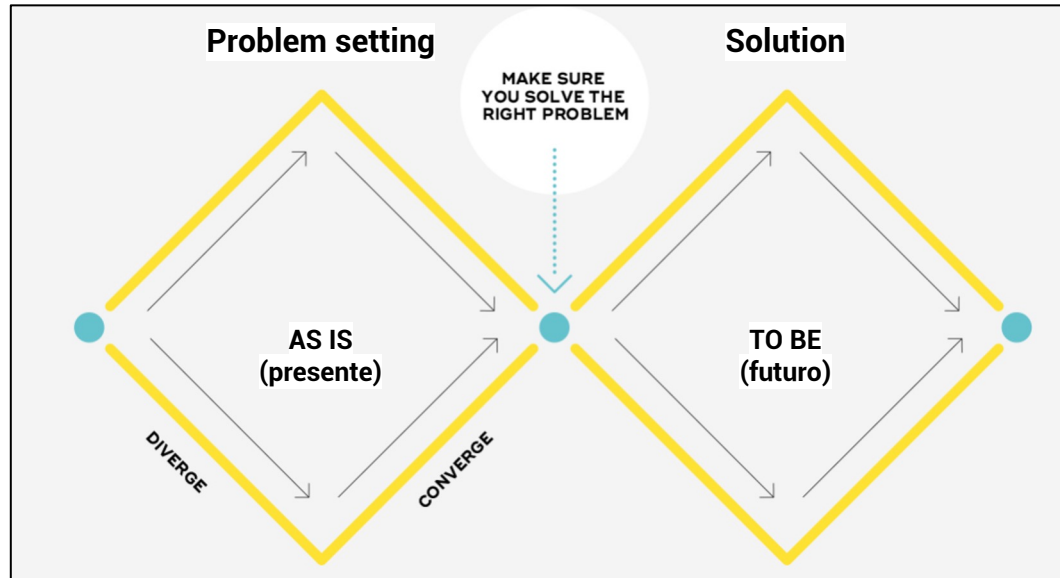 Problem setting
Solution
MAKE SURE
YOU SOLVE THE
RIGHT PROBLEM
AS IS
(presente)
TO BE
(futuro)
DIVERGE
CONVERGE